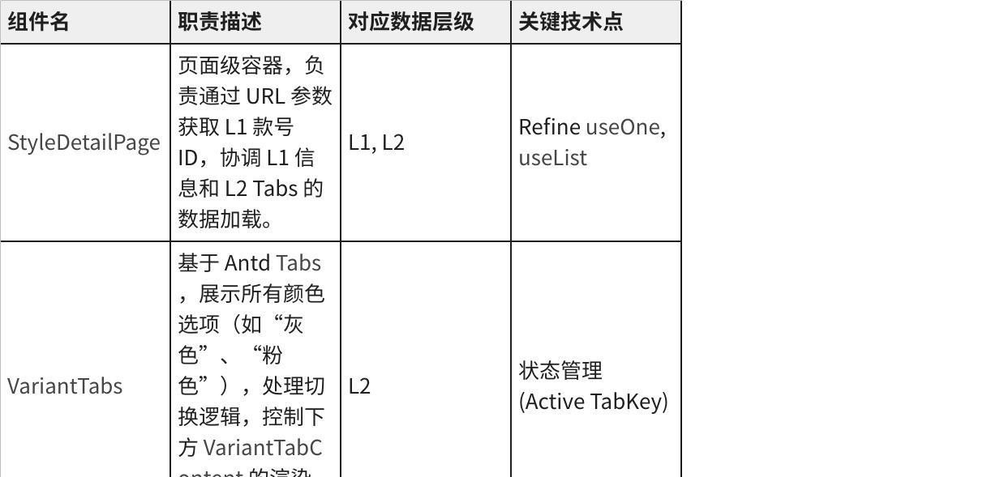 组件名
职责描述
对应数据层级
关键技术点
StyleDetailPage
页面级容器，负
责通过 URL 参数
获取 L1 款号
ID，协调 L1 信
息和 L2 Tabs 的
数据加载。
L1, L2
Refine useOne,
useList
VariantTabs
基于 Antd Tabs
，展示所有颜色
选项（如“灰
色”、“粉
色”），处理切
换逻辑，控制下
方 VariantTabC
ontent 的渲染
L2
状态管理
(Active TabKey)